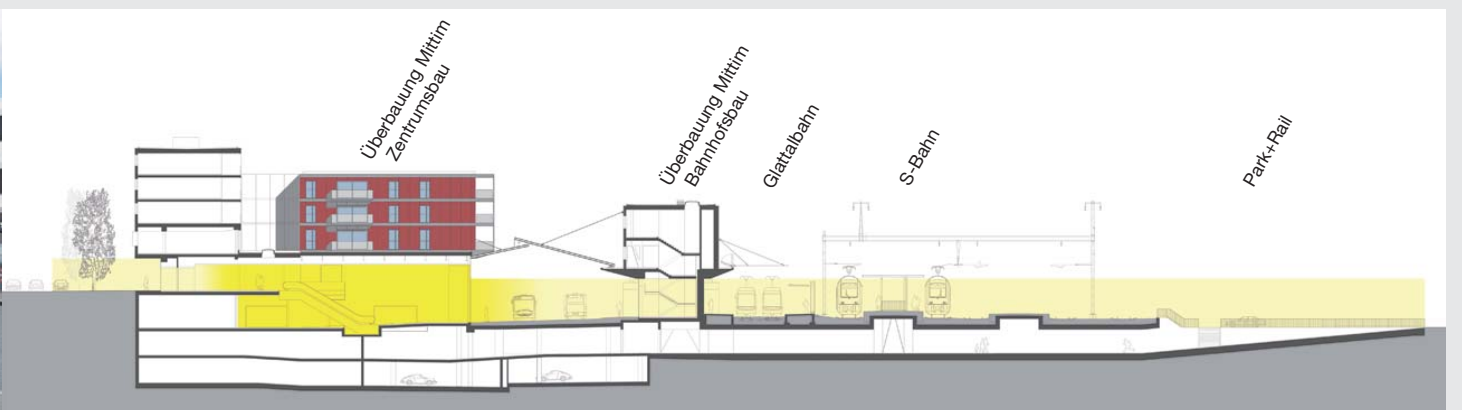 Überbauung Mittim
Zentrumsbau
Überbauung Mittim
Bahnhofsbau
Glattalbahn
S-Bahn
Park+Rail